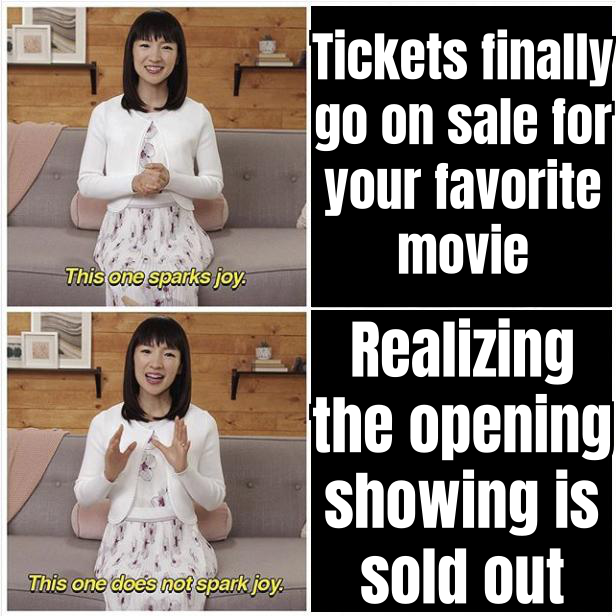 Tickets finally
go on sale for
your favorite
movie
This one sparks joy.
Realizing
the opening
showing is
sold out
This one does not spark joy.